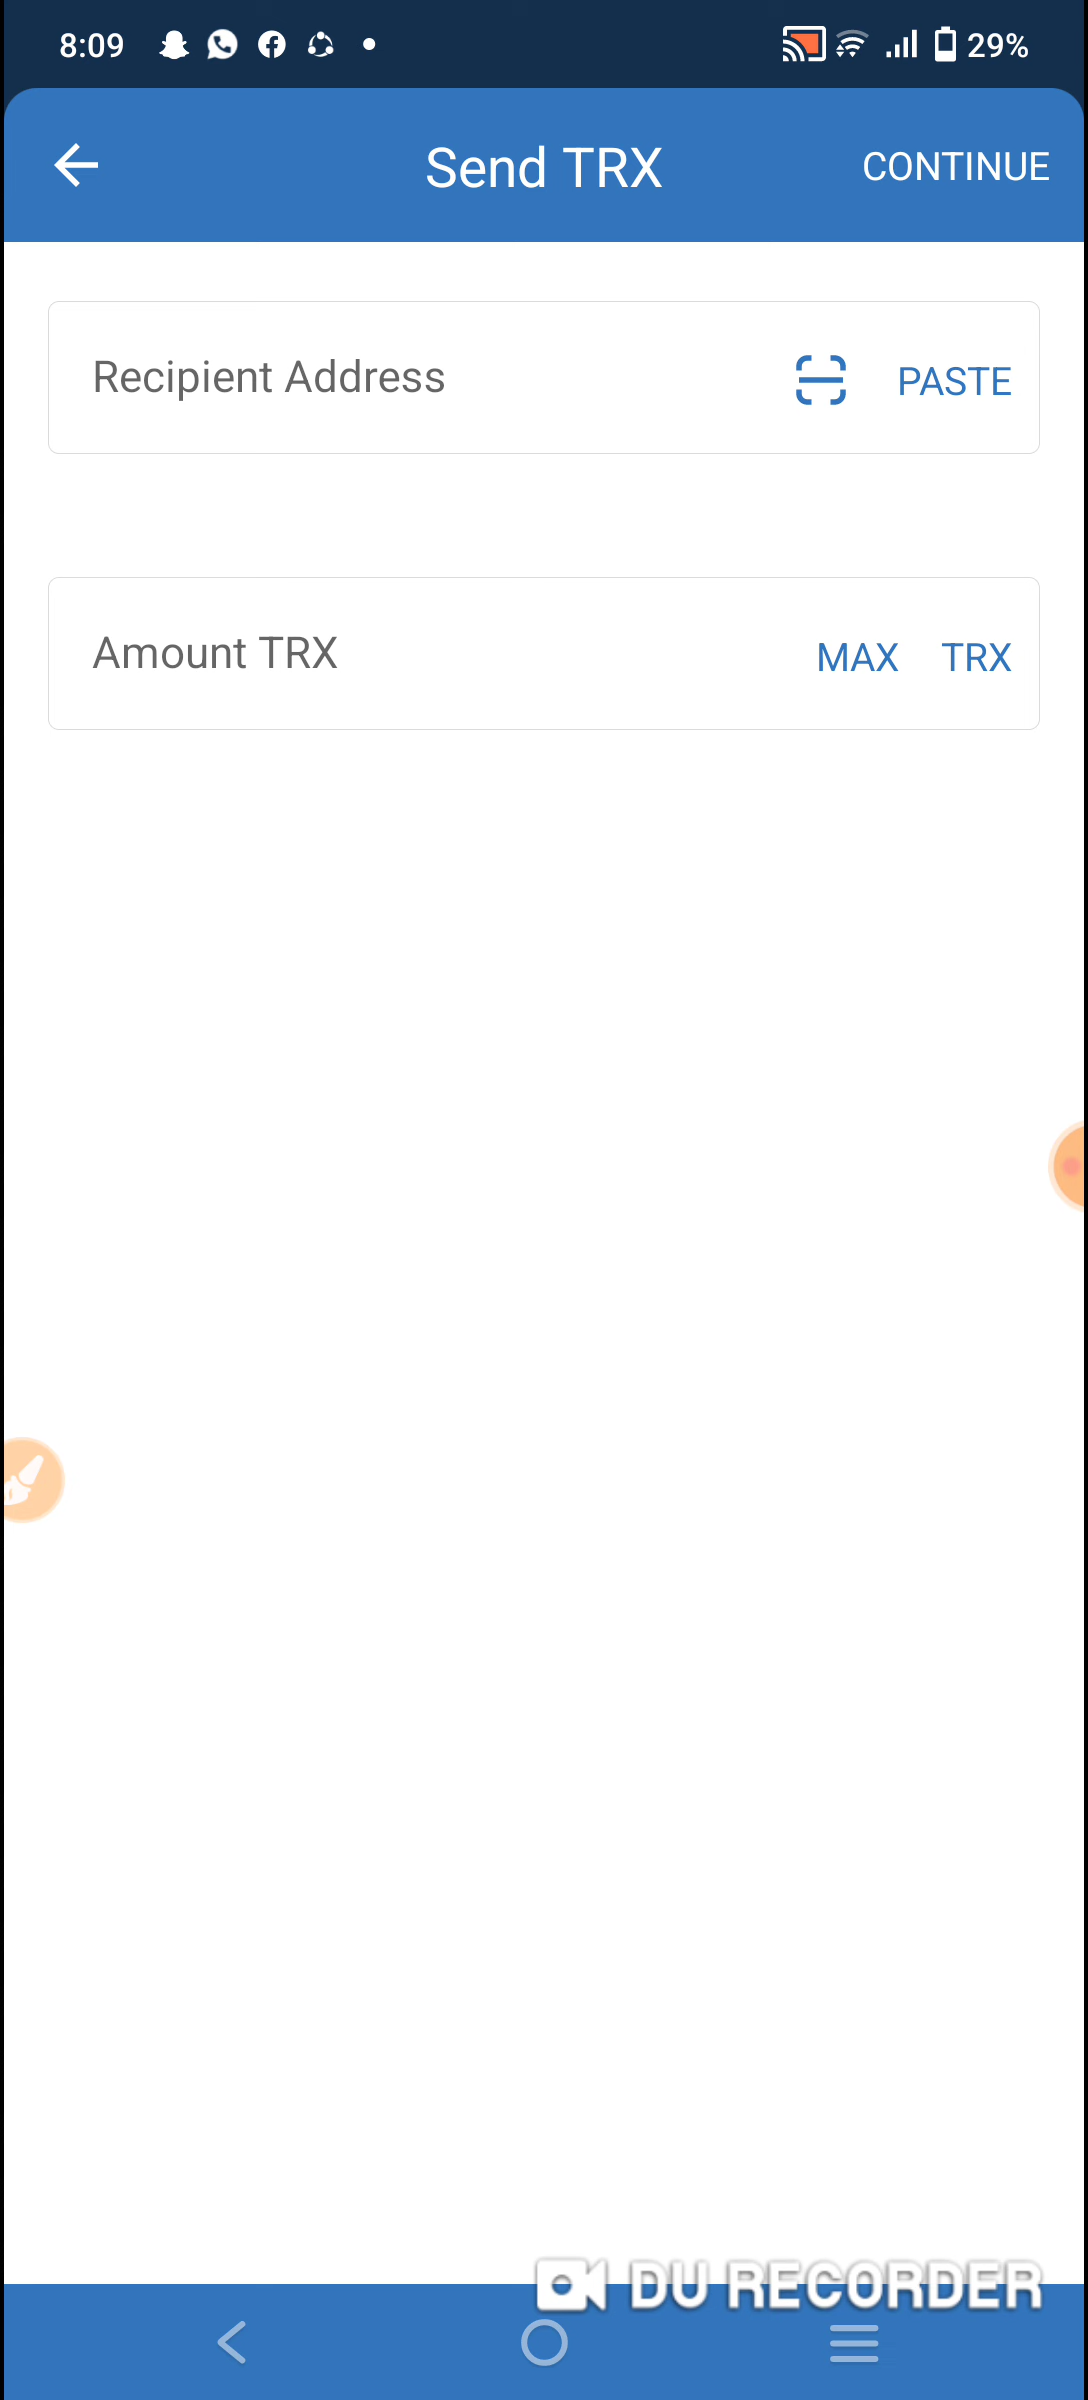 8:09 29%
Send TRX CONTINUE
Recipient Address PASTE
Amount TRX MAX TRX
DU RECORDER